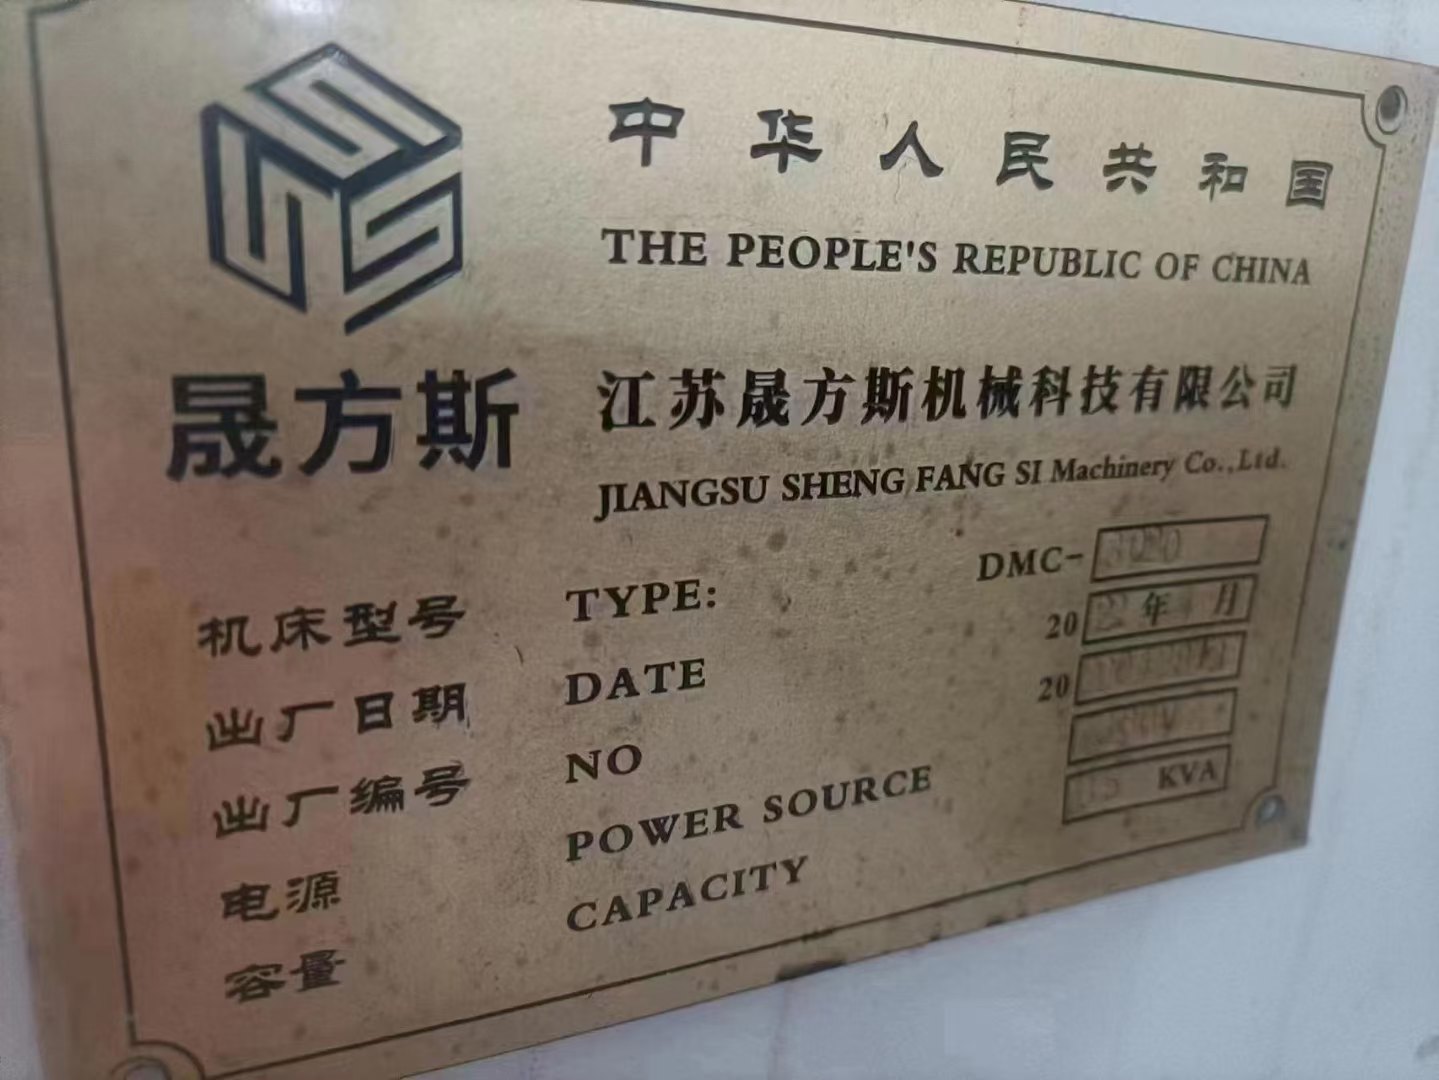 中华人民共和国
THE PEOPLE'S REPUBLIC OF CHINA
晟方斯
江苏晟方斯机械科技有限公司
JIANGSU SHENG FANG SI Machinery Co.,Ltd.
机床型号 TYPE: DMC-
出厂日期 DATE 20 年 月
出厂编号 NO 20
电源 POWER SOURCE
容量 CAPACITY KVA